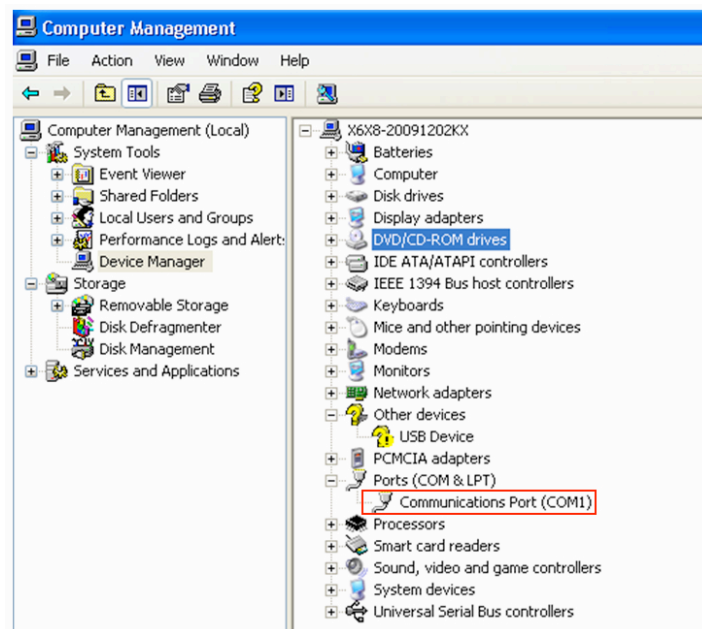 Computer Management
File Action View Window Help
Computer Management (Local)
System Tools
Event Viewer
Shared Folders
Local Users and Groups
Performance Logs and Alert:
Device Manager
Storage
Removable Storage
Disk Defragmenter
Disk Management
Services and Applications
X6X8-20091202KX
Batteries
Computer
Disk drives
Display adapters
DVD/CD-ROM drives
IDE ATA/ATAPI controllers
IEEE 1394 Bus host controllers
Keyboards
Mice and other pointing devices
Modems
Monitors
Network adapters
Other devices
USB Device
PCMCIA adapters
Ports (COM & LPT)
Communications Port (COM1)
Processors
Smart card readers
Sound, video and game controllers
System devices
Universal Serial Bus controllers